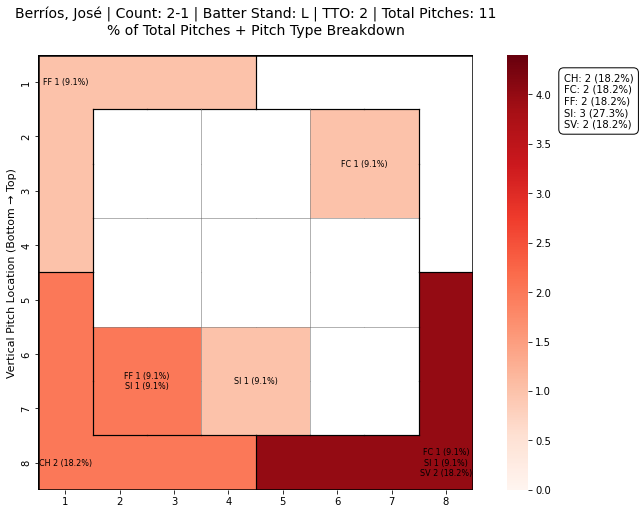 Berríos, José | Count: 2-1 | Batter Stand: L | TTO: 2 | Total Pitches: 11
% of Total Pitches + Pitch Type Breakdown
Vertical Pitch Location (Bottom → Top)
1
2
3
4
5
6
7
8
FF 1 (9.1%)
FC 1 (9.1%)
FF 1 (9.1%)
SI 1 (9.1%)
SI 1 (9.1%)
CH 2 (18.2%)
FC 1 (9.1%)
SI 1 (9.1%)
SV 2 (18.2%)
1 2 3 4 5 6 7 8
4.0
3.5
3.0
2.5
2.0
1.5
1.0
0.5
0.0
CH: 2 (18.2%)
FC: 2 (18.2%)
FF: 2 (18.2%)
SI: 3 (27.3%)
SV: 2 (18.2%)